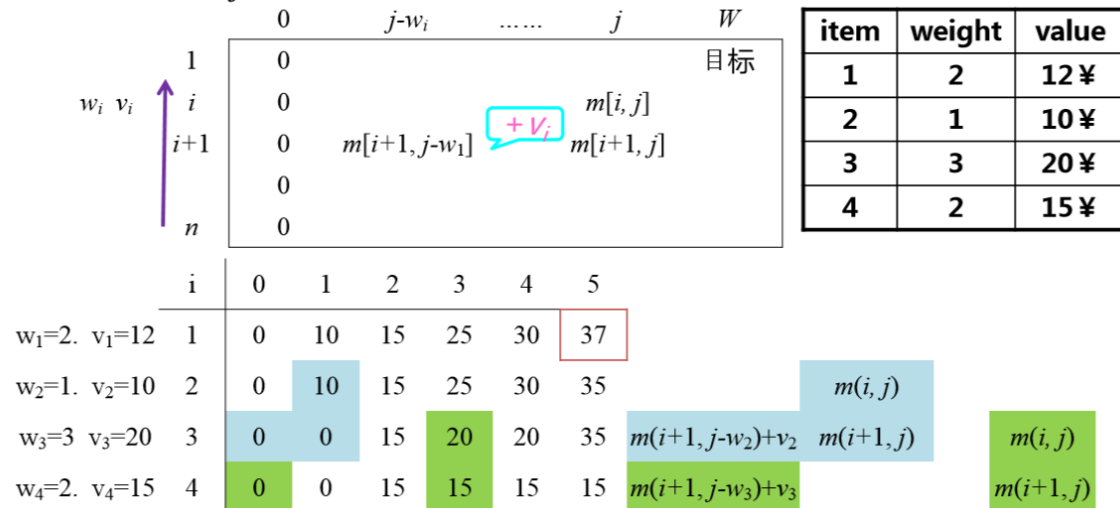 0 j-wᵢ …… j W
1 0 目标
wᵢ vᵢ i 0 m[i, j]
+ vᵢ
i+1 0 m[i+1, j-w₁] m[i+1, j]
0
n 0
item weight value
1 2 12¥
2 1 10¥
3 3 20¥
4 2 15¥
i 0 1 2 3 4 5
w₁=2. v₁=12 1 0 10 15 25 30 37
w₂=1. v₂=10 2 0 10 15 25 30 35 m(i, j)
w₃=3 v₃=20 3 0 0 15 20 20 35 m(i+1, j-w₂)+v₂ m(i+1, j) m(i, j)
w₄=2. v₄=15 4 0 0 15 15 15 15 m(i+1, j-w₃)+v₃ m(i+1, j)